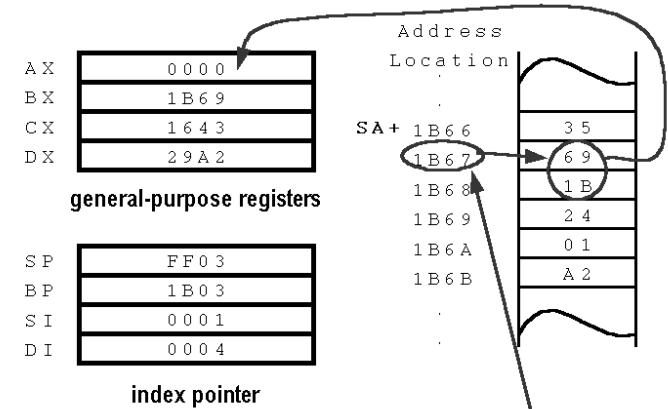 Address
Location
AX 0000
BX 1B69
CX 1643
DX 29A2
general-purpose registers
SA+ 1B66 35
1B67 69
1B68 1B
1B69 24
1B6A 01
1B6B A2
SP FF03
BP 1B03
SI 0001
DI 0004
index pointer